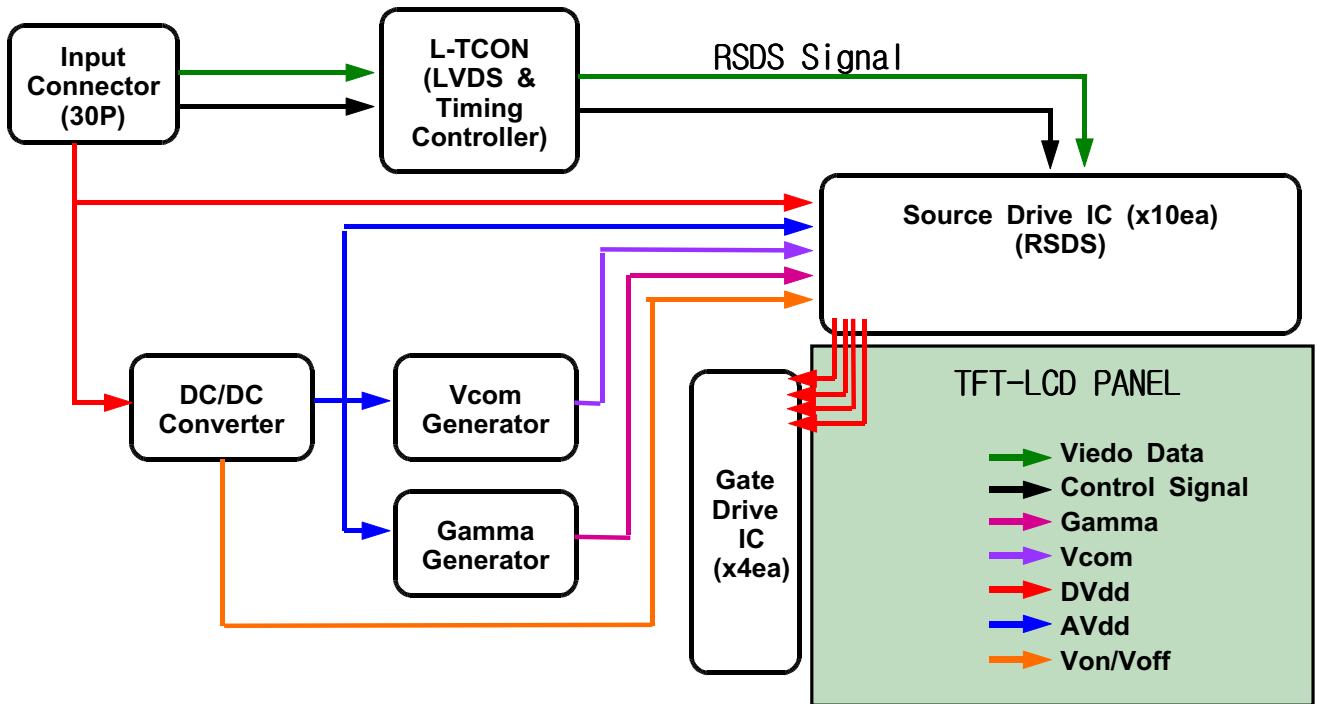 Input
Connector
(30P)
L-TCON
(LVDS &
Timing
Controller)
RSDS Signal
Source Drive IC (x10ea)
(RSDS)
DC/DC
Converter
Vcom
Generator
Gamma
Generator
Gate
Drive
IC
(x4ea)
TFT-LCD PANEL
Viedo Data
Control Signal
Gamma
Vcom
DVdd
AVdd
Von/Voff